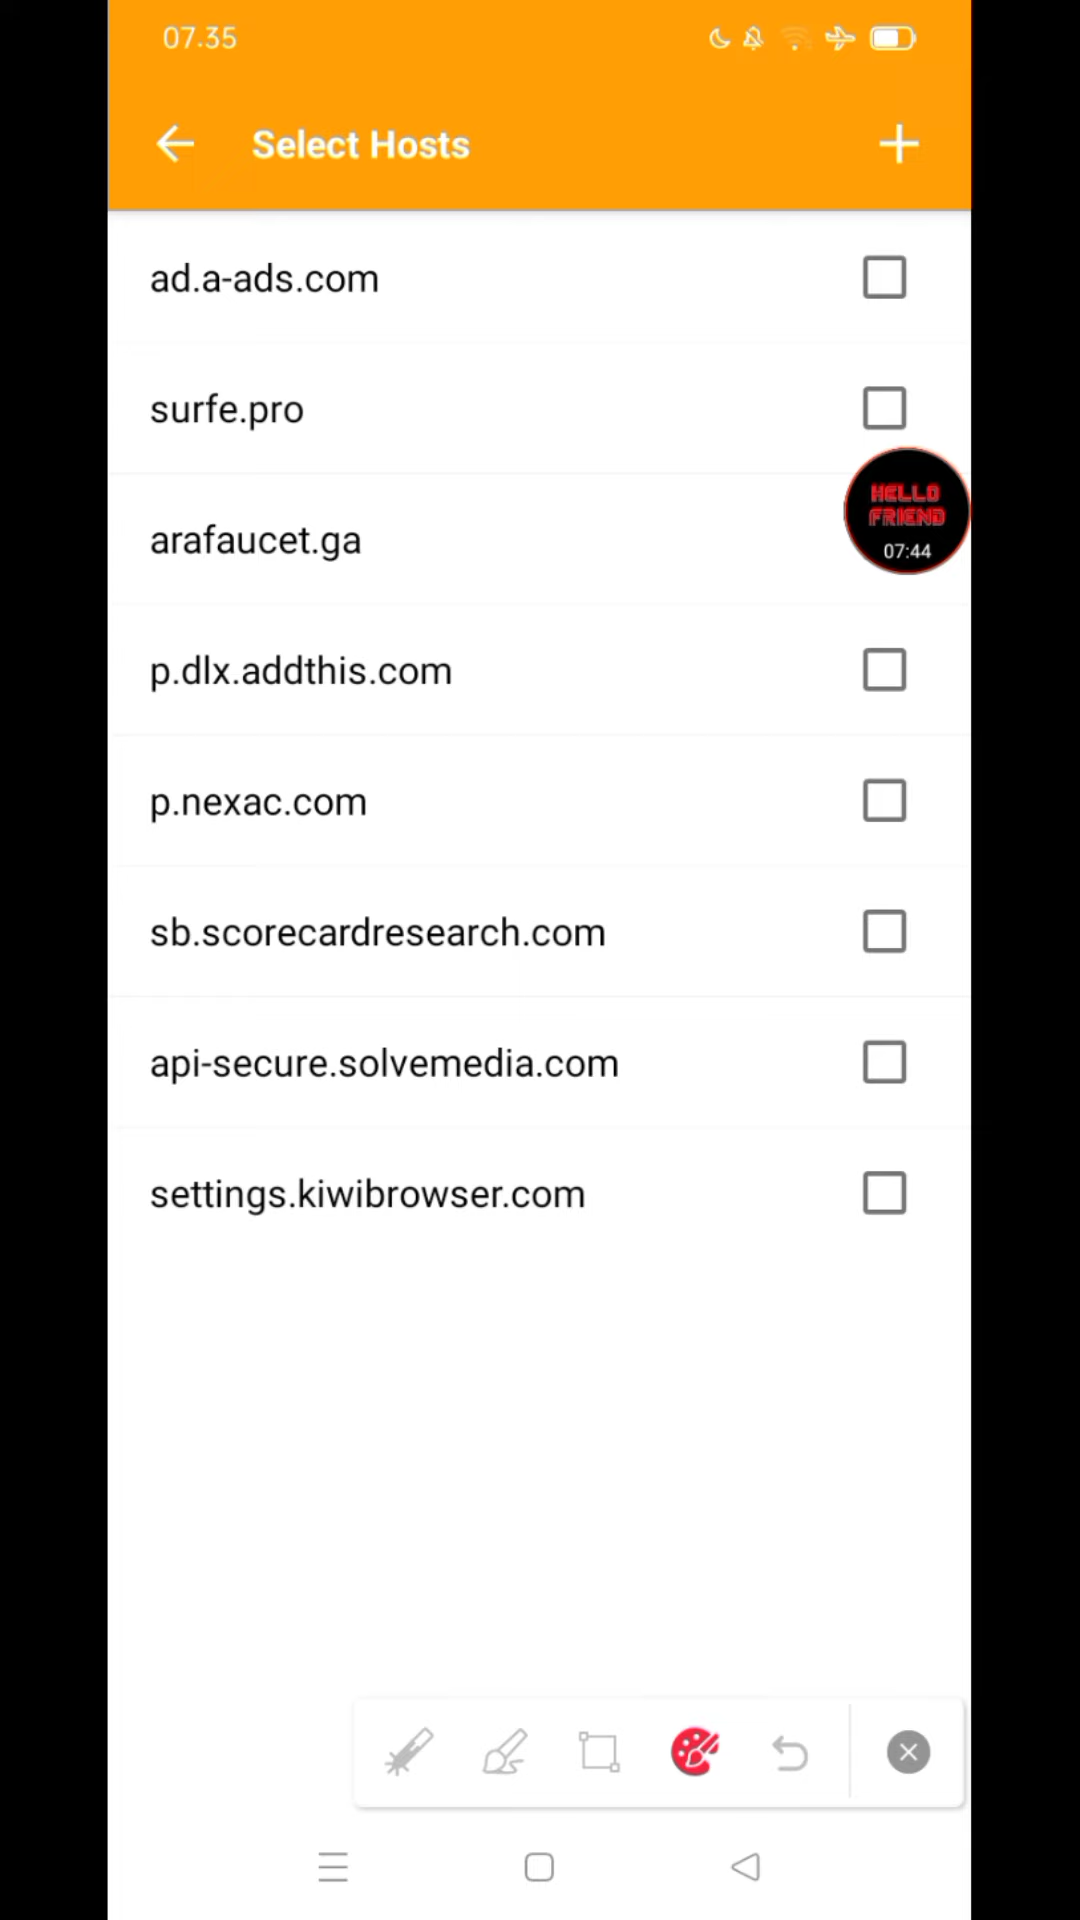 07.35
Select Hosts
ad.a-ads.com
surfe.pro
HELLO
FRIEND
07:44
arafaucet.ga
p.dlx.addthis.com
p.nexac.com
sb.scorecardresearch.com
api-secure.solvemedia.com
settings.kiwibrowser.com